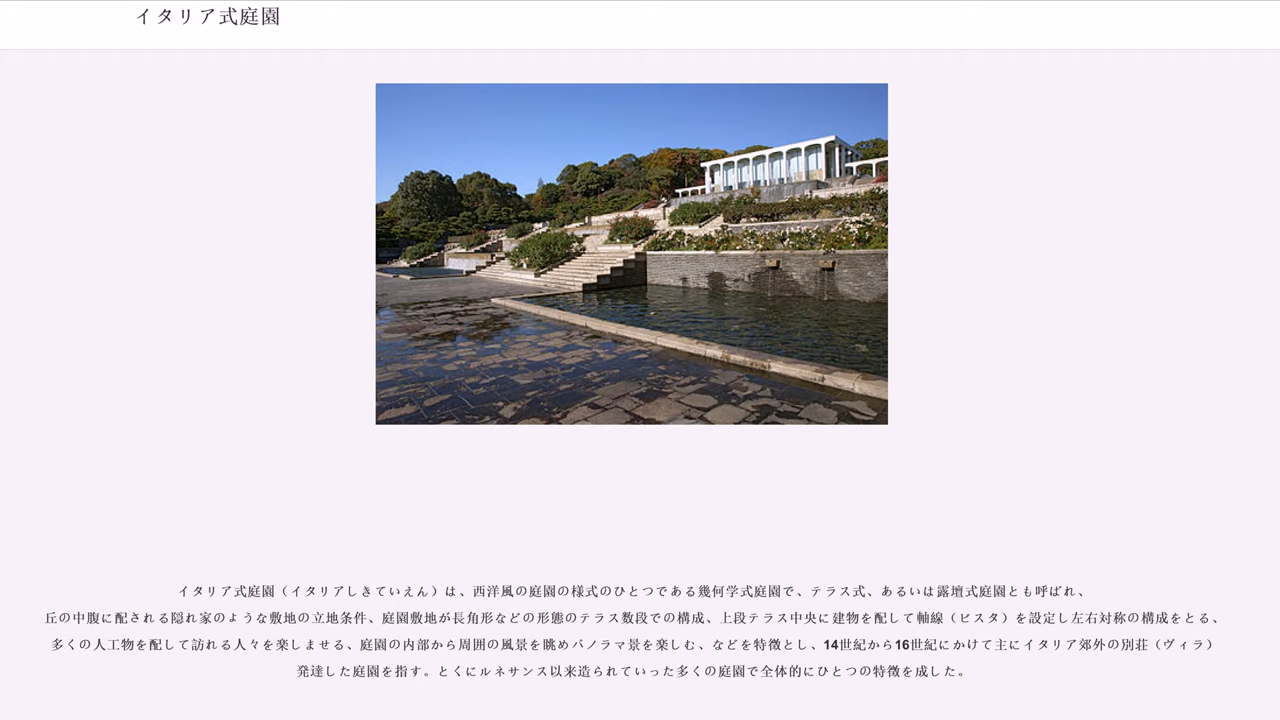 イタリア式庭園
イタリア式庭園（イタリアしきていえん）は、西洋風の庭園の様式のひとつである幾何学式庭園で、テラス式、あるいは露壇式庭園とも呼ばれ、
丘の中腹に配される隠れ家のような敷地の立地条件、庭園敷地が長角形などの形態のテラス数段での構成、上段テラス中央に建物を配して軸線（ビスタ）を設定し左右対称の構成をとる、
多くの人工物を配して訪れる人々を楽しませる、庭園の内部から周囲の風景を眺めパノラマ景を楽しむ、などを特徴とし、14世紀から16世紀にかけて主にイタリア郊外の別荘（ヴィラ）
発達した庭園を指す。とくにルネサンス以来造られていった多くの庭園で全体的にひとつの特徴を成した。